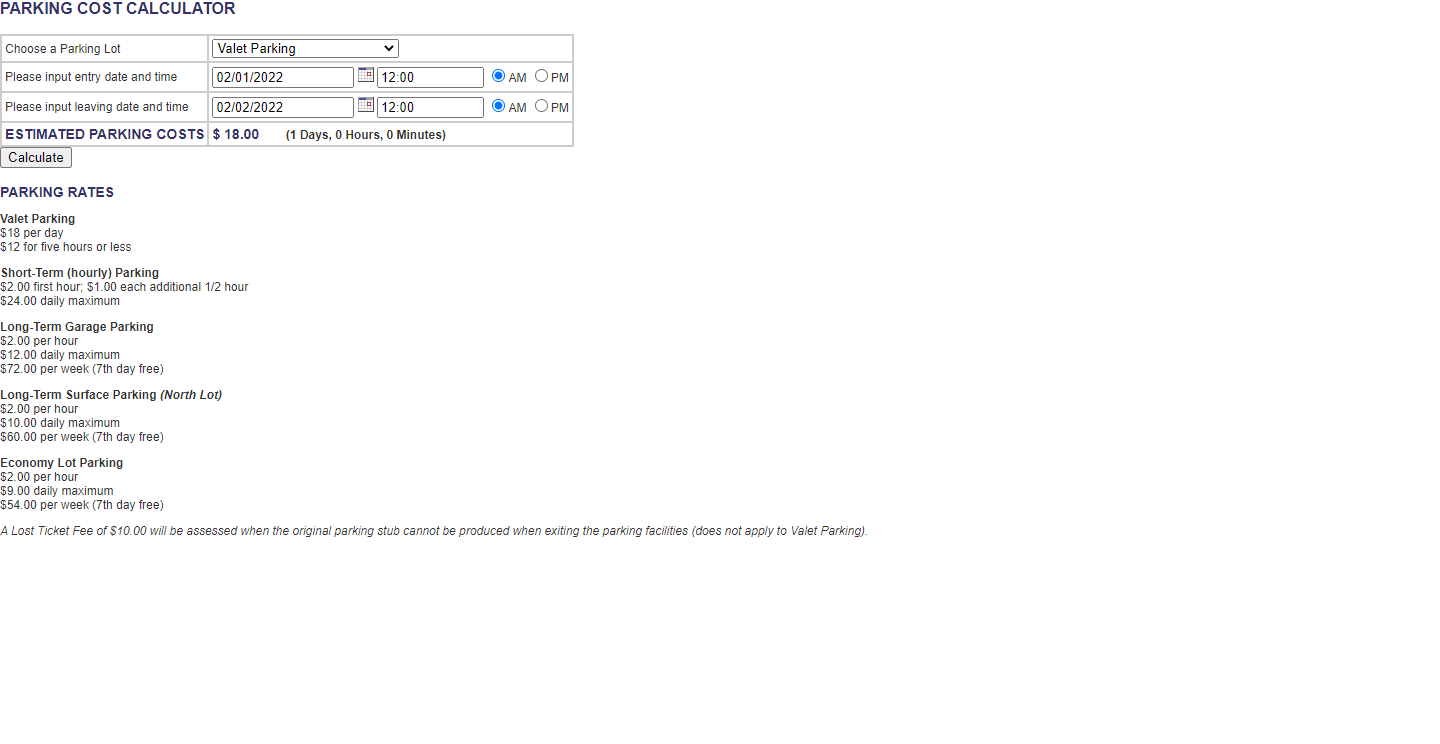 PARKING COST CALCULATOR
Choose a Parking Lot Valet Parking
Please input entry date and time 02/01/2022 12:00 AM PM
Please input leaving date and time 02/02/2022 12:00 AM PM
ESTIMATED PARKING COSTS $ 18.00 (1 Days, 0 Hours, 0 Minutes)
Calculate
PARKING RATES
Valet Parking
$18 per day
$12 for five hours or less
Short-Term (hourly) Parking
$2.00 first hour; $1.00 each additional 1/2 hour
$24.00 daily maximum
Long-Term Garage Parking
$2.00 per hour
$12.00 daily maximum
$72.00 per week (7th day free)
Long-Term Surface Parking (North Lot)
$2.00 per hour
$10.00 daily maximum
$60.00 per week (7th day free)
Economy Lot Parking
$2.00 per hour
$9.00 daily maximum
$54.00 per week (7th day free)
A Lost Ticket Fee of $10.00 will be assessed when the original parking stub cannot be produced when exiting the parking facilities (does not apply to Valet Parking).